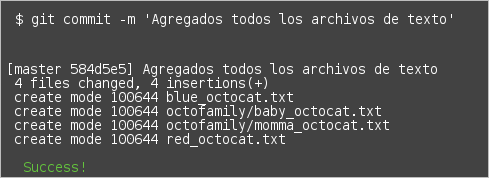 $ git commit -m 'Agregados todos los archivos de texto'
[master 584d5e5] Agregados todos los archivos de texto
4 files changed, 4 insertions(+)
create mode 100644 blue_octocat.txt
create mode 100644 octofamily/baby_octocat.txt
create mode 100644 octofamily/momma_octocat.txt
create mode 100644 red_octocat.txt
Success!